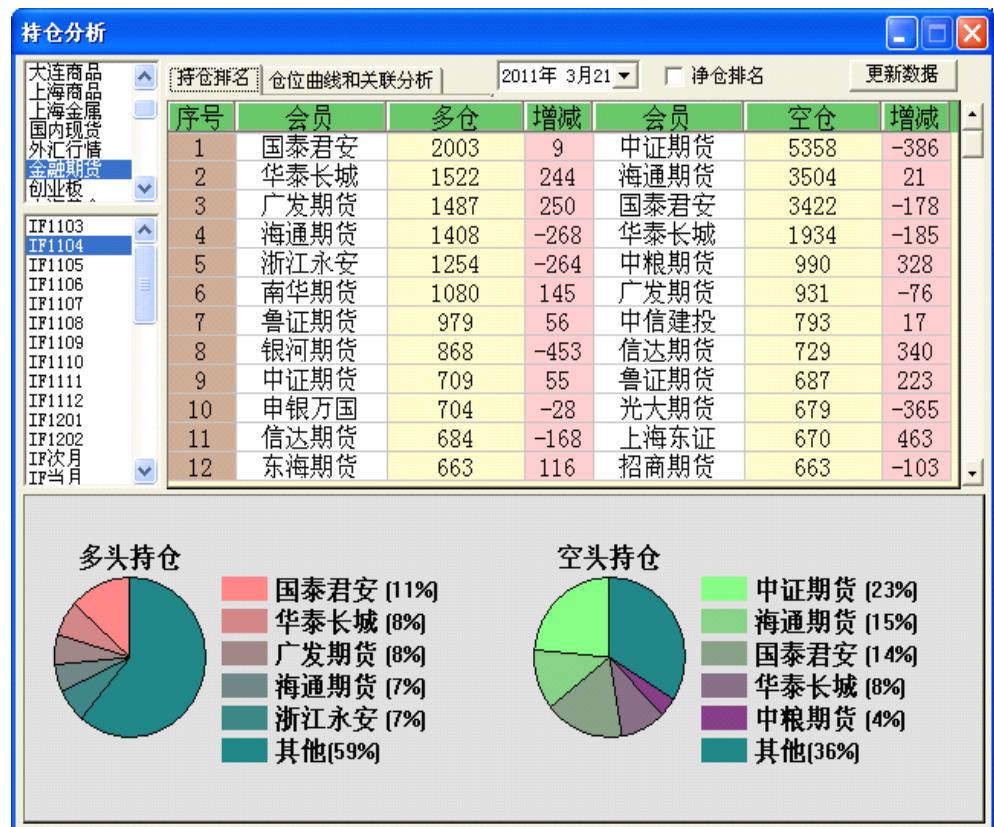 持仓分析
大连商品
上海商品
上海金属
国内现货
外汇行情
金融期货
创业板
持仓排名 仓位曲线和关联分析 2011年 3月21 净仓排名 更新数据
IF1103
IF1104
IF1105
IF1106
IF1107
IF1108
IF1109
IF1110
IF1111
IF1112
IF1201
IF1202
IF次月
IF当月
序号 会员 多仓 增减 会员 空仓 增减
1 国泰君安 2003 9 中证期货 5358 -386
2 华泰长城 1522 244 海通期货 3504 21
3 广发期货 1487 250 国泰君安 3422 -178
4 海通期货 1408 -268 华泰长城 1934 -185
5 浙江永安 1254 -264 中粮期货 990 328
6 南华期货 1080 145 广发期货 931 -76
7 鲁证期货 979 56 中信建投 793 17
8 银河期货 868 -453 信达期货 729 340
9 中证期货 709 55 鲁证期货 687 223
10 申银万国 704 -28 光大期货 679 -365
11 信达期货 684 -168 上海东证 670 463
12 东海期货 663 116 招商期货 663 -103
多头持仓
国泰君安 (11%)
华泰长城 (8%)
广发期货 (8%)
海通期货 (7%)
浙江永安 (7%)
其他(59%)
空头持仓
中证期货 (23%)
海通期货 (15%)
国泰君安 (14%)
华泰长城 (8%)
中粮期货 (4%)
其他(36%)